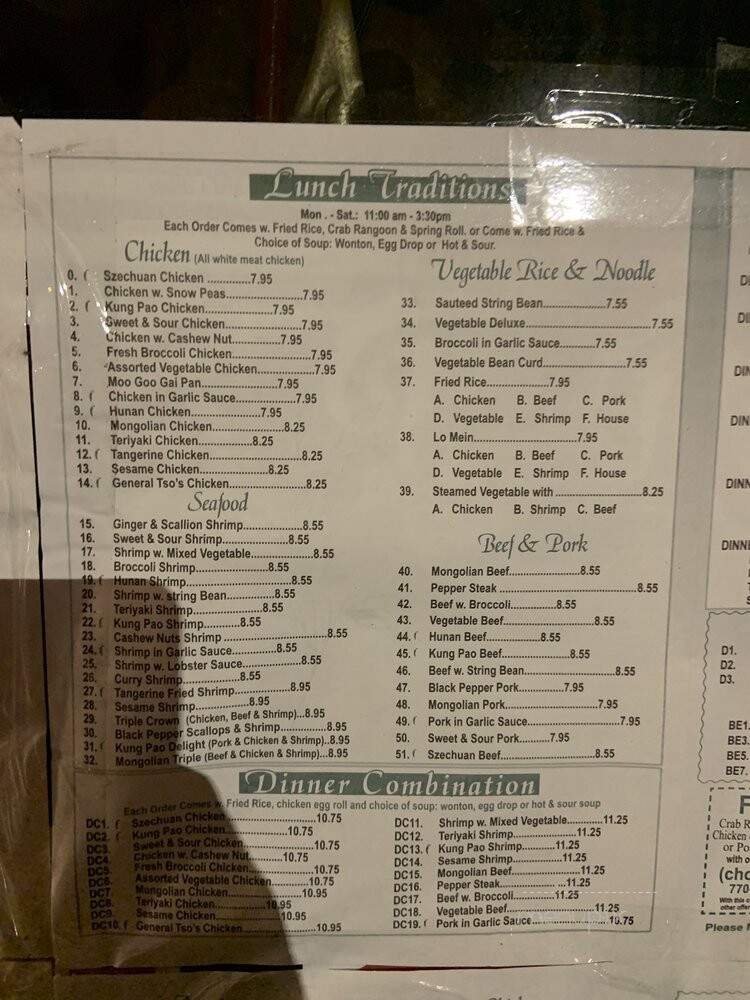 Lunch Traditions
Mon . - Sat.: 11:00 am - 3:30pm
Each Order Comes w. Fried Rice, Crab Rangoon & Spring Roll. or Come w. Fried Rice &
Choice of Soup: Wonton, Egg Drop or Hot & Sour.
Chicken (All white meat chicken)
0. ( Szechuan Chicken ..............7.95
1. Chicken w. Snow Peas......................7.95
2. ( Kung Pao Chicken....................7.95
3. Sweet & Sour Chicken......................7.95
4. Chicken w. Cashew Nut..............7.95
5. Fresh Broccoli Chicken.......................7.95
6. Assorted Vegetable Chicken................7.95
7. Moo Goo Gai Pan......................7.95
8. ( Chicken in Garlic Sauce.................7.95
9. ( Hunan Chicken....................7.95
10. Mongolian Chicken.....................8.25
11. Teriyaki Chicken................8.25
12. ( Tangerine Chicken...........................8.25
13. Sesame Chicken....................8.25
14. ( General Tso's Chicken......................8.25
Seafood
15. Ginger & Scallion Shrimp.................8.55
16. Sweet & Sour Shrimp...................8.55
17. Shrimp w. Mixed Vegetable..................8.55
18. Broccoli Shrimp.....................8.55
19. ( Hunan Shrimp..............................8.55
20. Shrimp w. string Bean..............8.55
21. Teriyaki Shrimp....................8.55
22. ( Kung Pao Shrimp..........8.55
23. Cashew Nuts Shrimp ..............................8.55
24. ( Shrimp in Garlic Sauce.............8.55
25. Shrimp w. Lobster Sauce.................8.55
26. Curry Shrimp................8.55
27. ( Tangerine Fried Shrimp................8.95
28. Sesame Shrimp................8.95
29. Triple Crown (Chicken, Beef & Shrimp)...8.95
30. Black Pepper Scallops & Shrimp..............8.95
31. ( Kung Pao Delight (Pork & Chicken & Shrimp)..8.95
32. Mongolian Triple (Beef & Chicken & Shrimp)...8.95
Vegetable Rice & Noodle
33. Sauteed String Bean..................7.55
34. Vegetable Deluxe....................................7.55
35. Broccoli in Garlic Sauce..........7.55
36. Vegetable Bean Curd.......................7.55
37. Fried Rice..................7.95
A. Chicken B. Beef C. Pork
D. Vegetable E. Shrimp F. House
38. Lo Mein.............................7.95
A. Chicken B. Beef C. Pork
D. Vegetable E. Shrimp F. House
39. Steamed Vegetable with .........................8.25
A. Chicken B. Shrimp C. Beef
Beef & Pork
40. Mongolian Beef....................8.55
41. Pepper Steak ........................................8.55
42. Beef w. Broccoli.............8.55
43. Vegetable Beef..........................8.55
44. ( Hunan Beef...............8.55
45. ( Kung Pao Beef...................8.55
46. Beef w. String Bean..........................8.55
47. Black Pepper Pork.............7.95
48. Mongolian Pork..........................7.95
49. ( Pork in Garlic Sauce..........................7.95
50. Sweet & Sour Pork.........7.95
51. ( Szechuan Beef...........................8.55
Dinner Combination
Each Order Comes w. Fried Rice, chicken egg roll and choice of soup: wonton, egg drop or hot & sour soup
DC1. ( Szechuan Chicken........................10.75
DC2. ( Kung Pao Chicken..............10.75
DC3. Sweet & Sour Chicken....................10.75
DC4. Chicken w. Cashew Nut..........10.75
DC5. Fresh Broccoli Chicken...................10.75
DC6. Assorted Vegetable Chicken...........10.75
DC7. Mongolian Chicken......................10.95
DC8. Teriyaki Chicken...............10.95
DC9. Sesame Chicken...................10.95
DC10. ( General Tso's Chicken.....................10.95
DC11. Shrimp w. Mixed Vegetable...........11.25
DC12. Teriyaki Shrimp....................11.25
DC13. ( Kung Pao Shrimp..........11.25
DC14. Sesame Shrimp....................11.25
DC15. Mongolian Beef.......................11.25
DC16. Pepper Steak.................. ...11.25
DC17. Beef w. Broccoli.............11.25
DC18. Vegetable Beef.........................11.25
DC19. ( Pork in Garlic Sauce.......................10.75
DIN
DIN
DINN
DINNE
D1.
D2.
D3.
BE1.
BE3.
BE5.
BE7.
F
Crab R
Chicken
or Po
with o
(cho
770
With this c
other offer
Please